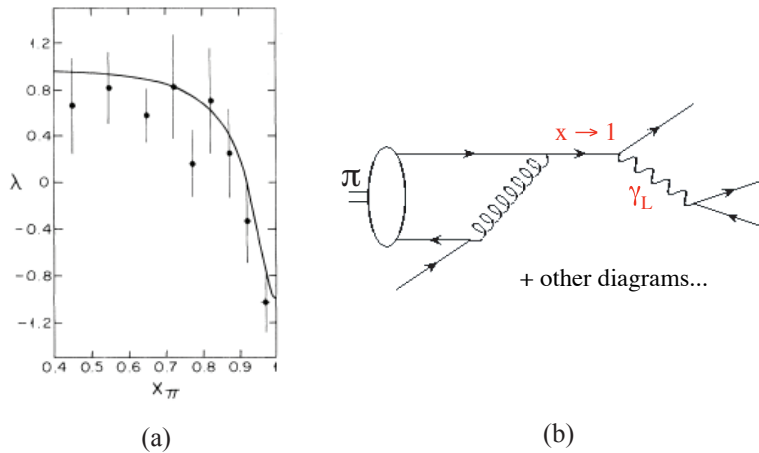 1.2
0.8
0.4
0
-0.4
-0.8
-1.2
λ
0.4 0.5 0.6 0.7 0.8 0.9 1
xπ
(a)
x → 1
π
γL
+ other diagrams...
(b)